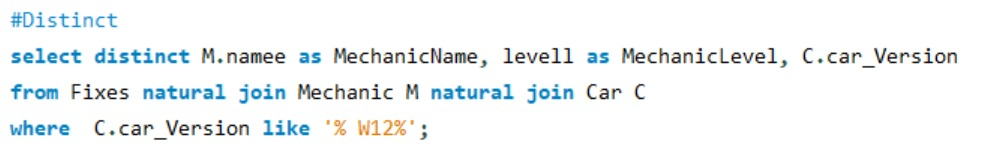 #Distinct
select distinct M.namee as MechanicName, levell as MechanicLevel, C.car_Version
from Fixes natural join Mechanic M natural join Car C
where  C.car_Version like '% W12%';